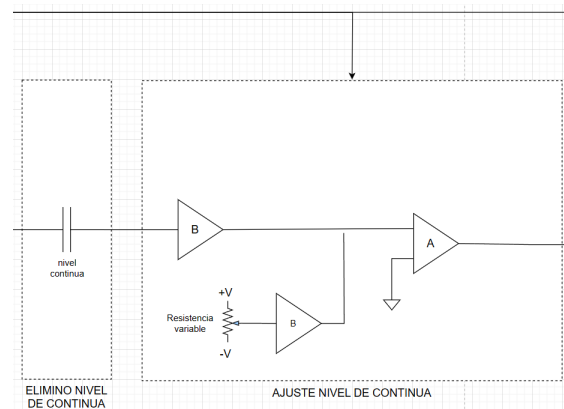 B
A
nivel
continua
+V
Resistencia
variable
B
-V
ELIMINO NIVEL
DE CONTINUA
AJUSTE NIVEL DE CONTINUA